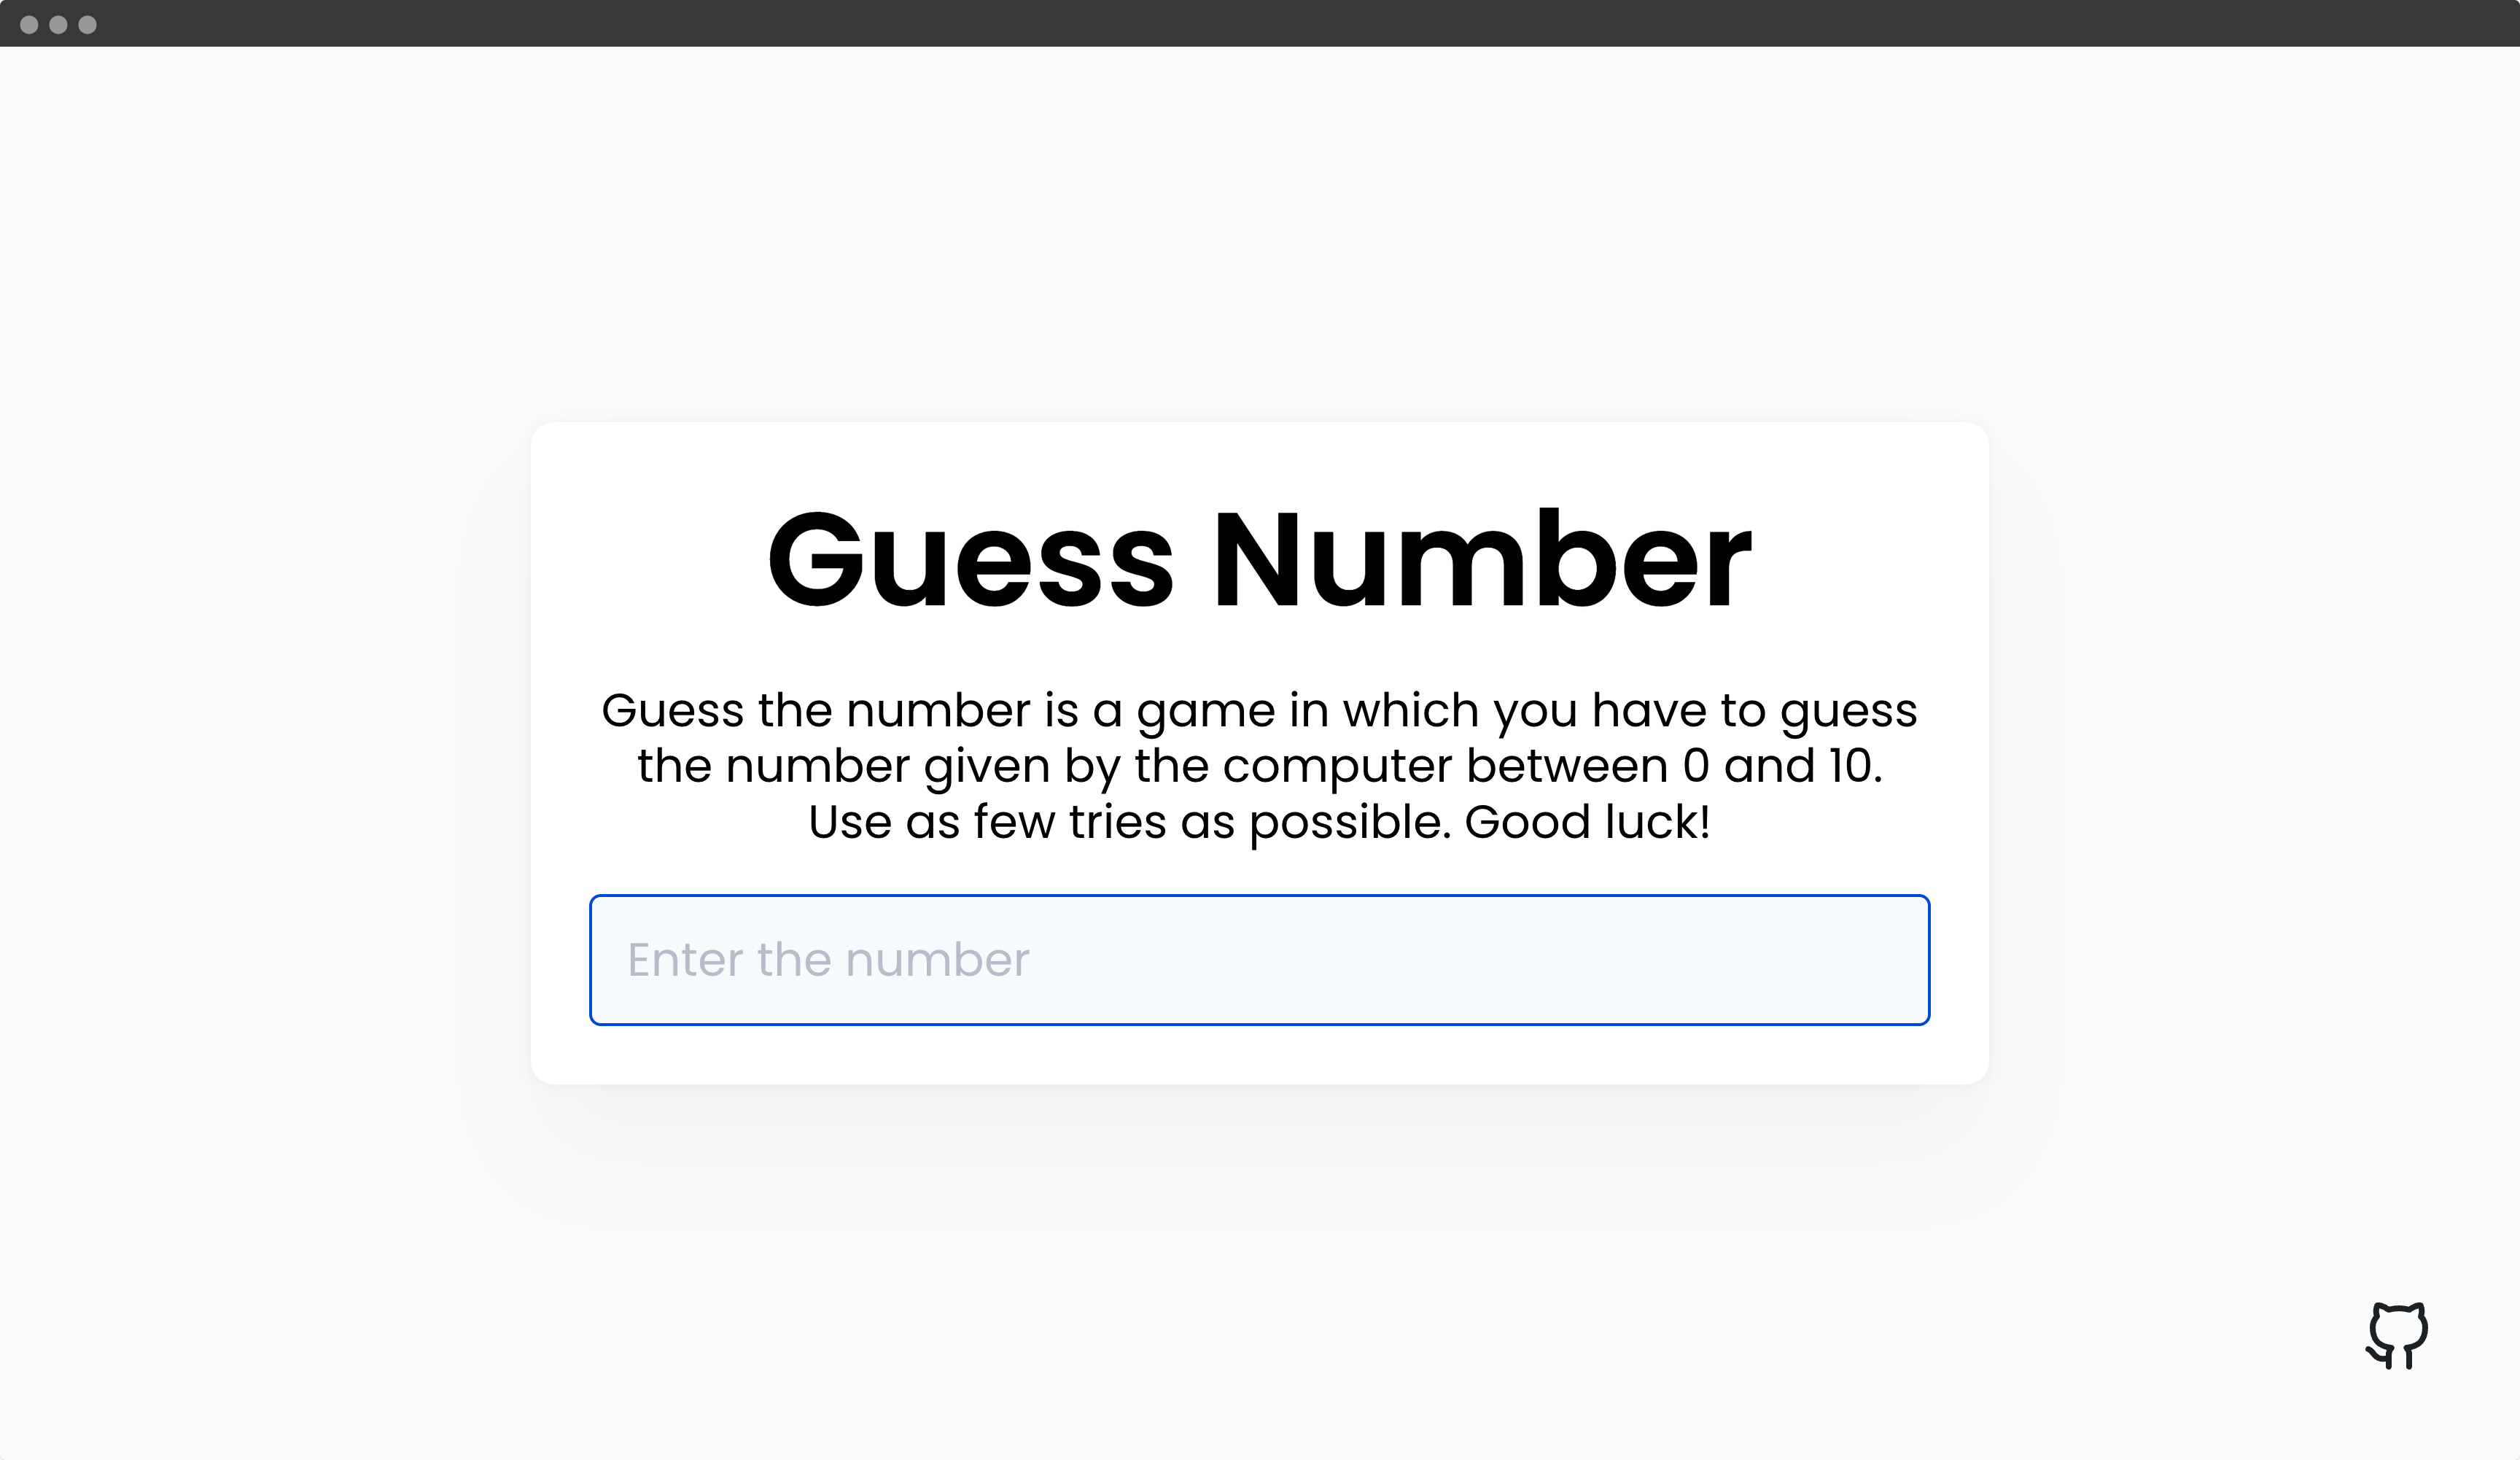 Guess Number
Guess the number is a game in which you have to guess
the number given by the computer between 0 and 10.
Use as few tries as possible. Good luck!
Enter the number